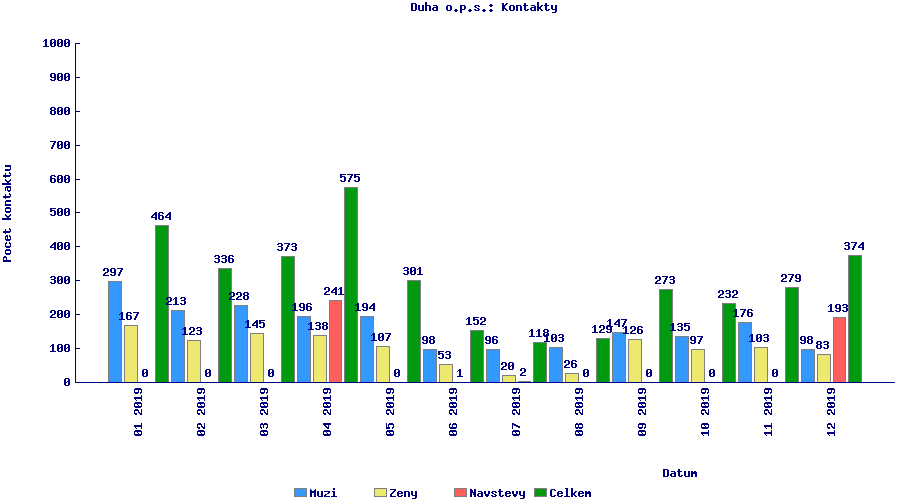 Duha o.p.s.: Kontakty
Pocet kontaktu
1000
900
800
700
600
500
400
300
200
100
0
297 167 0 464
213 123 0 336
228 145 0 373
196 138 241 575
194 107 0 301
98 53 1 152
96 20 2 118
103 26 0 129
147 126 0 273
135 97 0 232
176 103 0 279
98 83 193 374
01 2019
02 2019
03 2019
04 2019
05 2019
06 2019
07 2019
08 2019
09 2019
10 2019
11 2019
12 2019
Datum
Muzi Zeny Navstevy Celkem